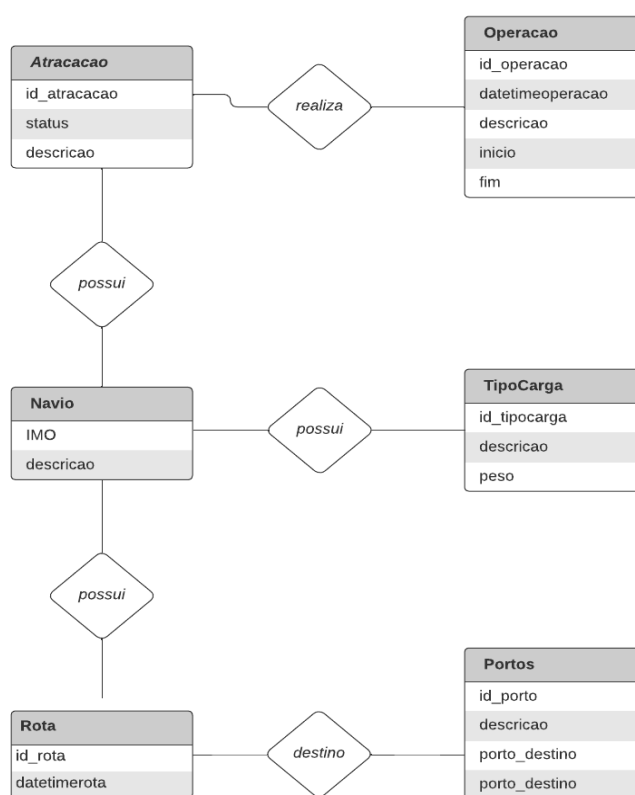 Atracacao
id_atracacao
status
descricao
realiza
Operacao
id_operacao
datetimeoperacao
descricao
inicio
fim
possui
Navio
IMO
descricao
possui
TipoCarga
id_tipocarga
descricao
peso
possui
Rota
id_rota
datetimerota
destino
Portos
id_porto
descricao
porto_destino
porto_destino